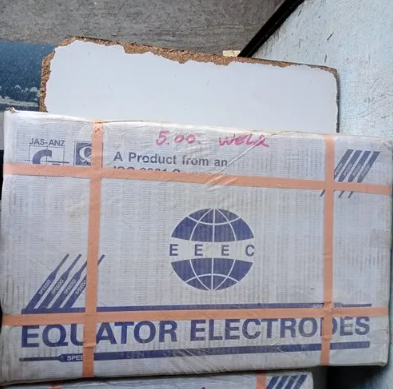 5.00. Weld
JAS-ANZ
A Product from an
EEEC
EQUATOR ELECTRODES